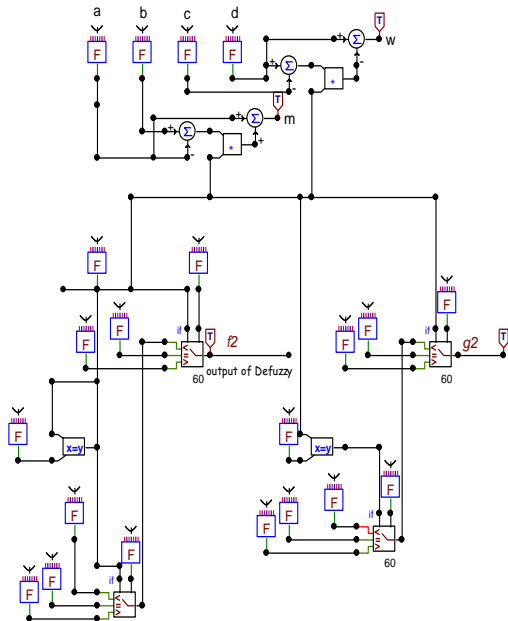 a b c d
F F F F
T
Σ
w
+ -
Σ
*
T
Σ
m
+
+ Σ
*
+
-
F F
F
F
F
if
<
=
>
f2
T
60
output of Defuzzy
F
F
F
if
<
=
>
g2
T
60
F
x=y
F
x=y
F
F
F
F
if
<
=
>
60
F
F
F
F
if
<
=
>